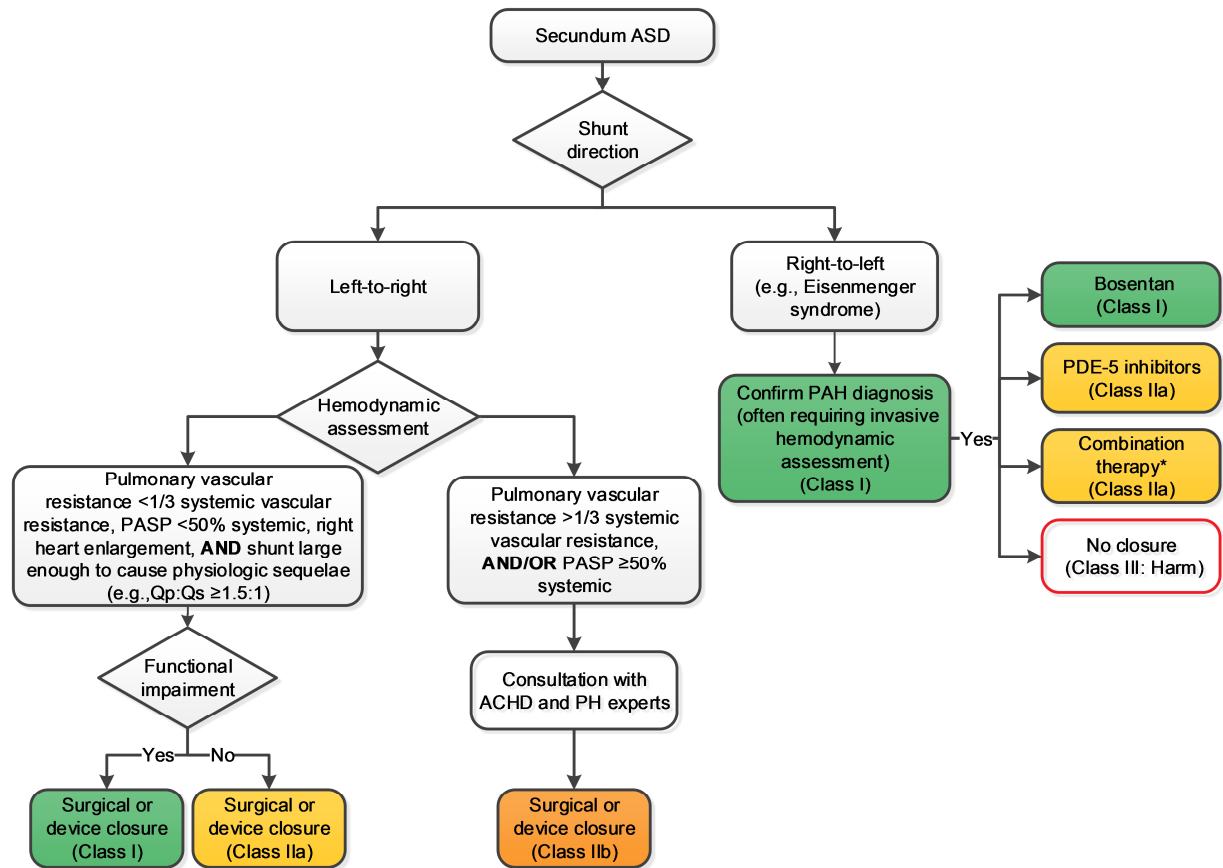 Secundum ASD
Shunt
direction
Left-to-right
Right-to-left
(e.g., Eisenmenger
syndrome)
Hemodynamic
assessment
Confirm PAH diagnosis
(often requiring invasive
hemodynamic
assessment)
(Class I)
Yes
Bosentan
(Class I)
PDE-5 inhibitors
(Class IIa)
Combination
therapy*
(Class IIa)
No closure
(Class III: Harm)
Pulmonary vascular
resistance <1/3 systemic vascular
resistance, PASP <50% systemic, right
heart enlargement, AND shunt large
enough to cause physiologic sequelae
(e.g.,Qp:Qs ≥1.5:1)
Pulmonary vascular
resistance >1/3 systemic
vascular resistance,
AND/OR PASP ≥50%
systemic
Functional
impairment
Consultation with
ACHD and PH experts
Yes
No
Surgical or
device closure
(Class I)
Surgical or
device closure
(Class IIa)
Surgical or
device closure
(Class IIb)